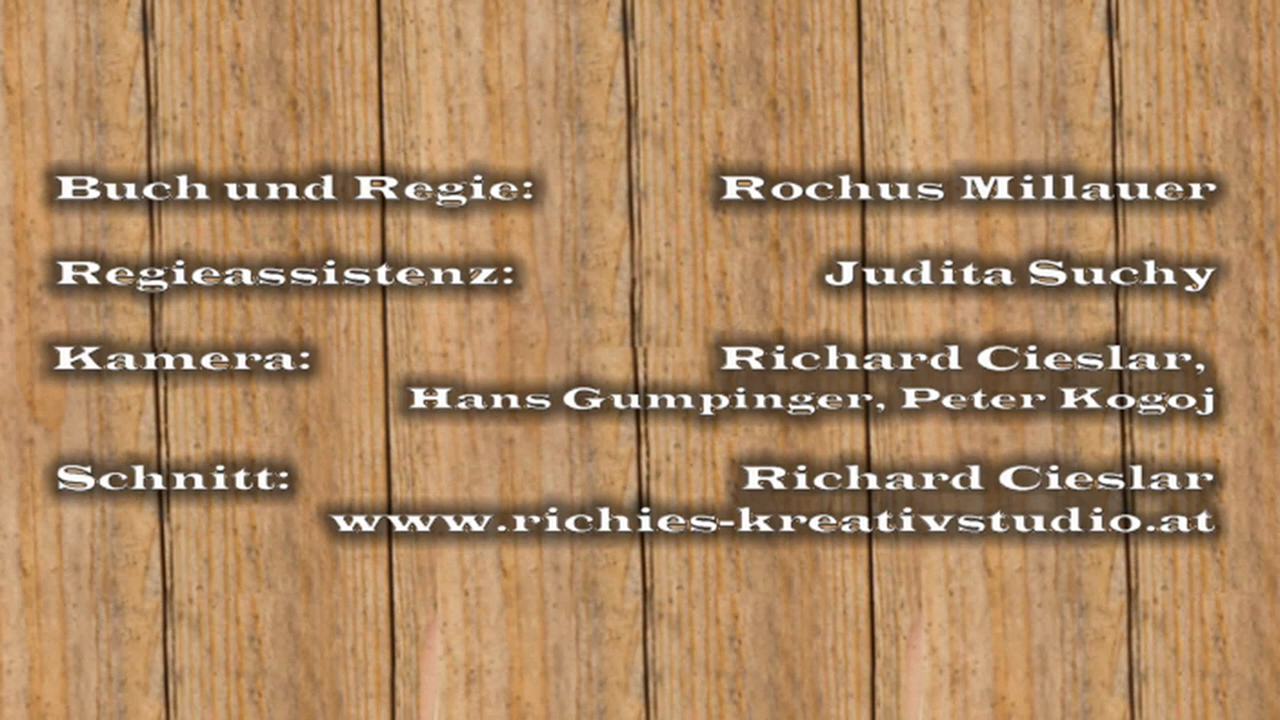 Buch und Regie: Rochus Millauer
Regieassistenz: Judita Suchy
Kamera: Richard Cieslar,
Hans Gumpinger, Peter Kogoj
Schnitt: Richard Cieslar
www.richies-kreativstudio.at